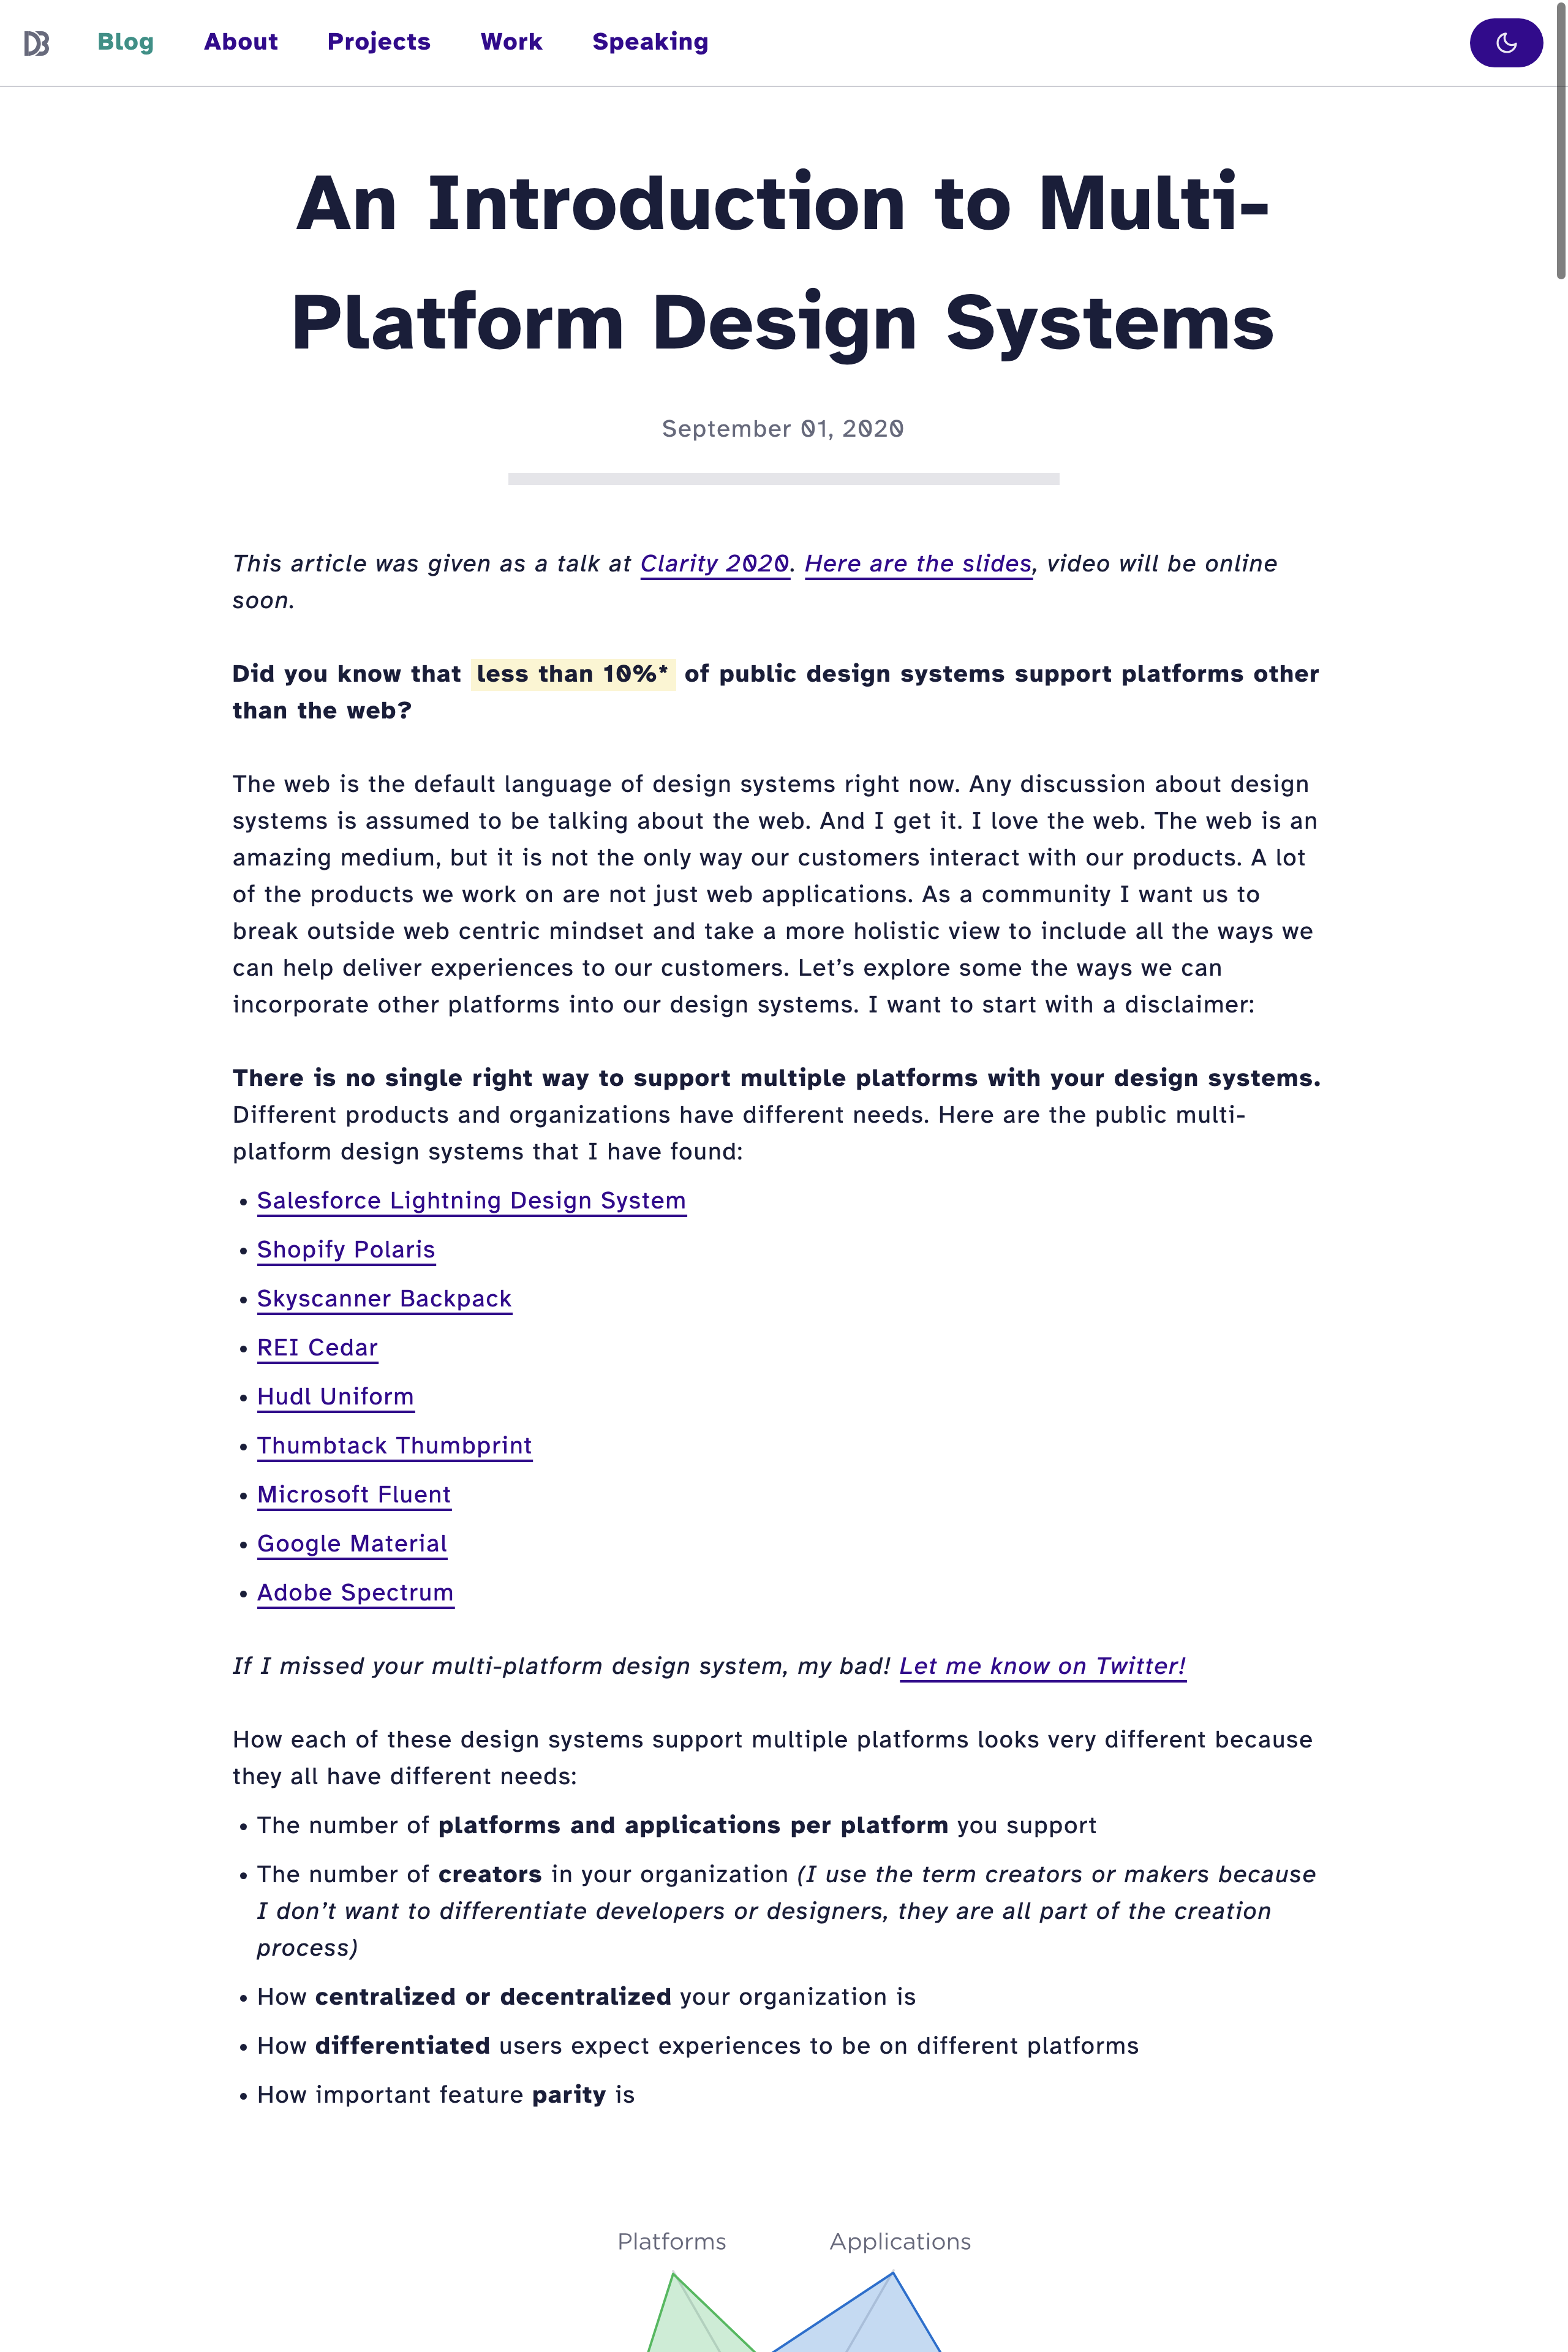 DB
Blog About Projects Work Speaking
An Introduction to Multi-
Platform Design Systems
September 01, 2020
This article was given as a talk at Clarity 2020. Here are the slides, video will be online
soon.
Did you know that less than 10%* of public design systems support platforms other
than the web?
The web is the default language of design systems right now. Any discussion about design
systems is assumed to be talking about the web. And I get it. I love the web. The web is an
amazing medium, but it is not the only way our customers interact with our products. A lot
of the products we work on are not just web applications. As a community I want us to
break outside web centric mindset and take a more holistic view to include all the ways we
can help deliver experiences to our customers. Let’s explore some the ways we can
incorporate other platforms into our design systems. I want to start with a disclaimer:
There is no single right way to support multiple platforms with your design systems.
Different products and organizations have different needs. Here are the public multi-
platform design systems that I have found:
• Salesforce Lightning Design System
• Shopify Polaris
• Skyscanner Backpack
• REI Cedar
• Hudl Uniform
• Thumbtack Thumbprint
• Microsoft Fluent
• Google Material
• Adobe Spectrum
If I missed your multi-platform design system, my bad! Let me know on Twitter!
How each of these design systems support multiple platforms looks very different because
they all have different needs:
• The number of platforms and applications per platform you support
• The number of creators in your organization (I use the term creators or makers because
I don’t want to differentiate developers or designers, they are all part of the creation
process)
• How centralized or decentralized your organization is
• How differentiated users expect experiences to be on different platforms
• How important feature parity is
Platforms Applications